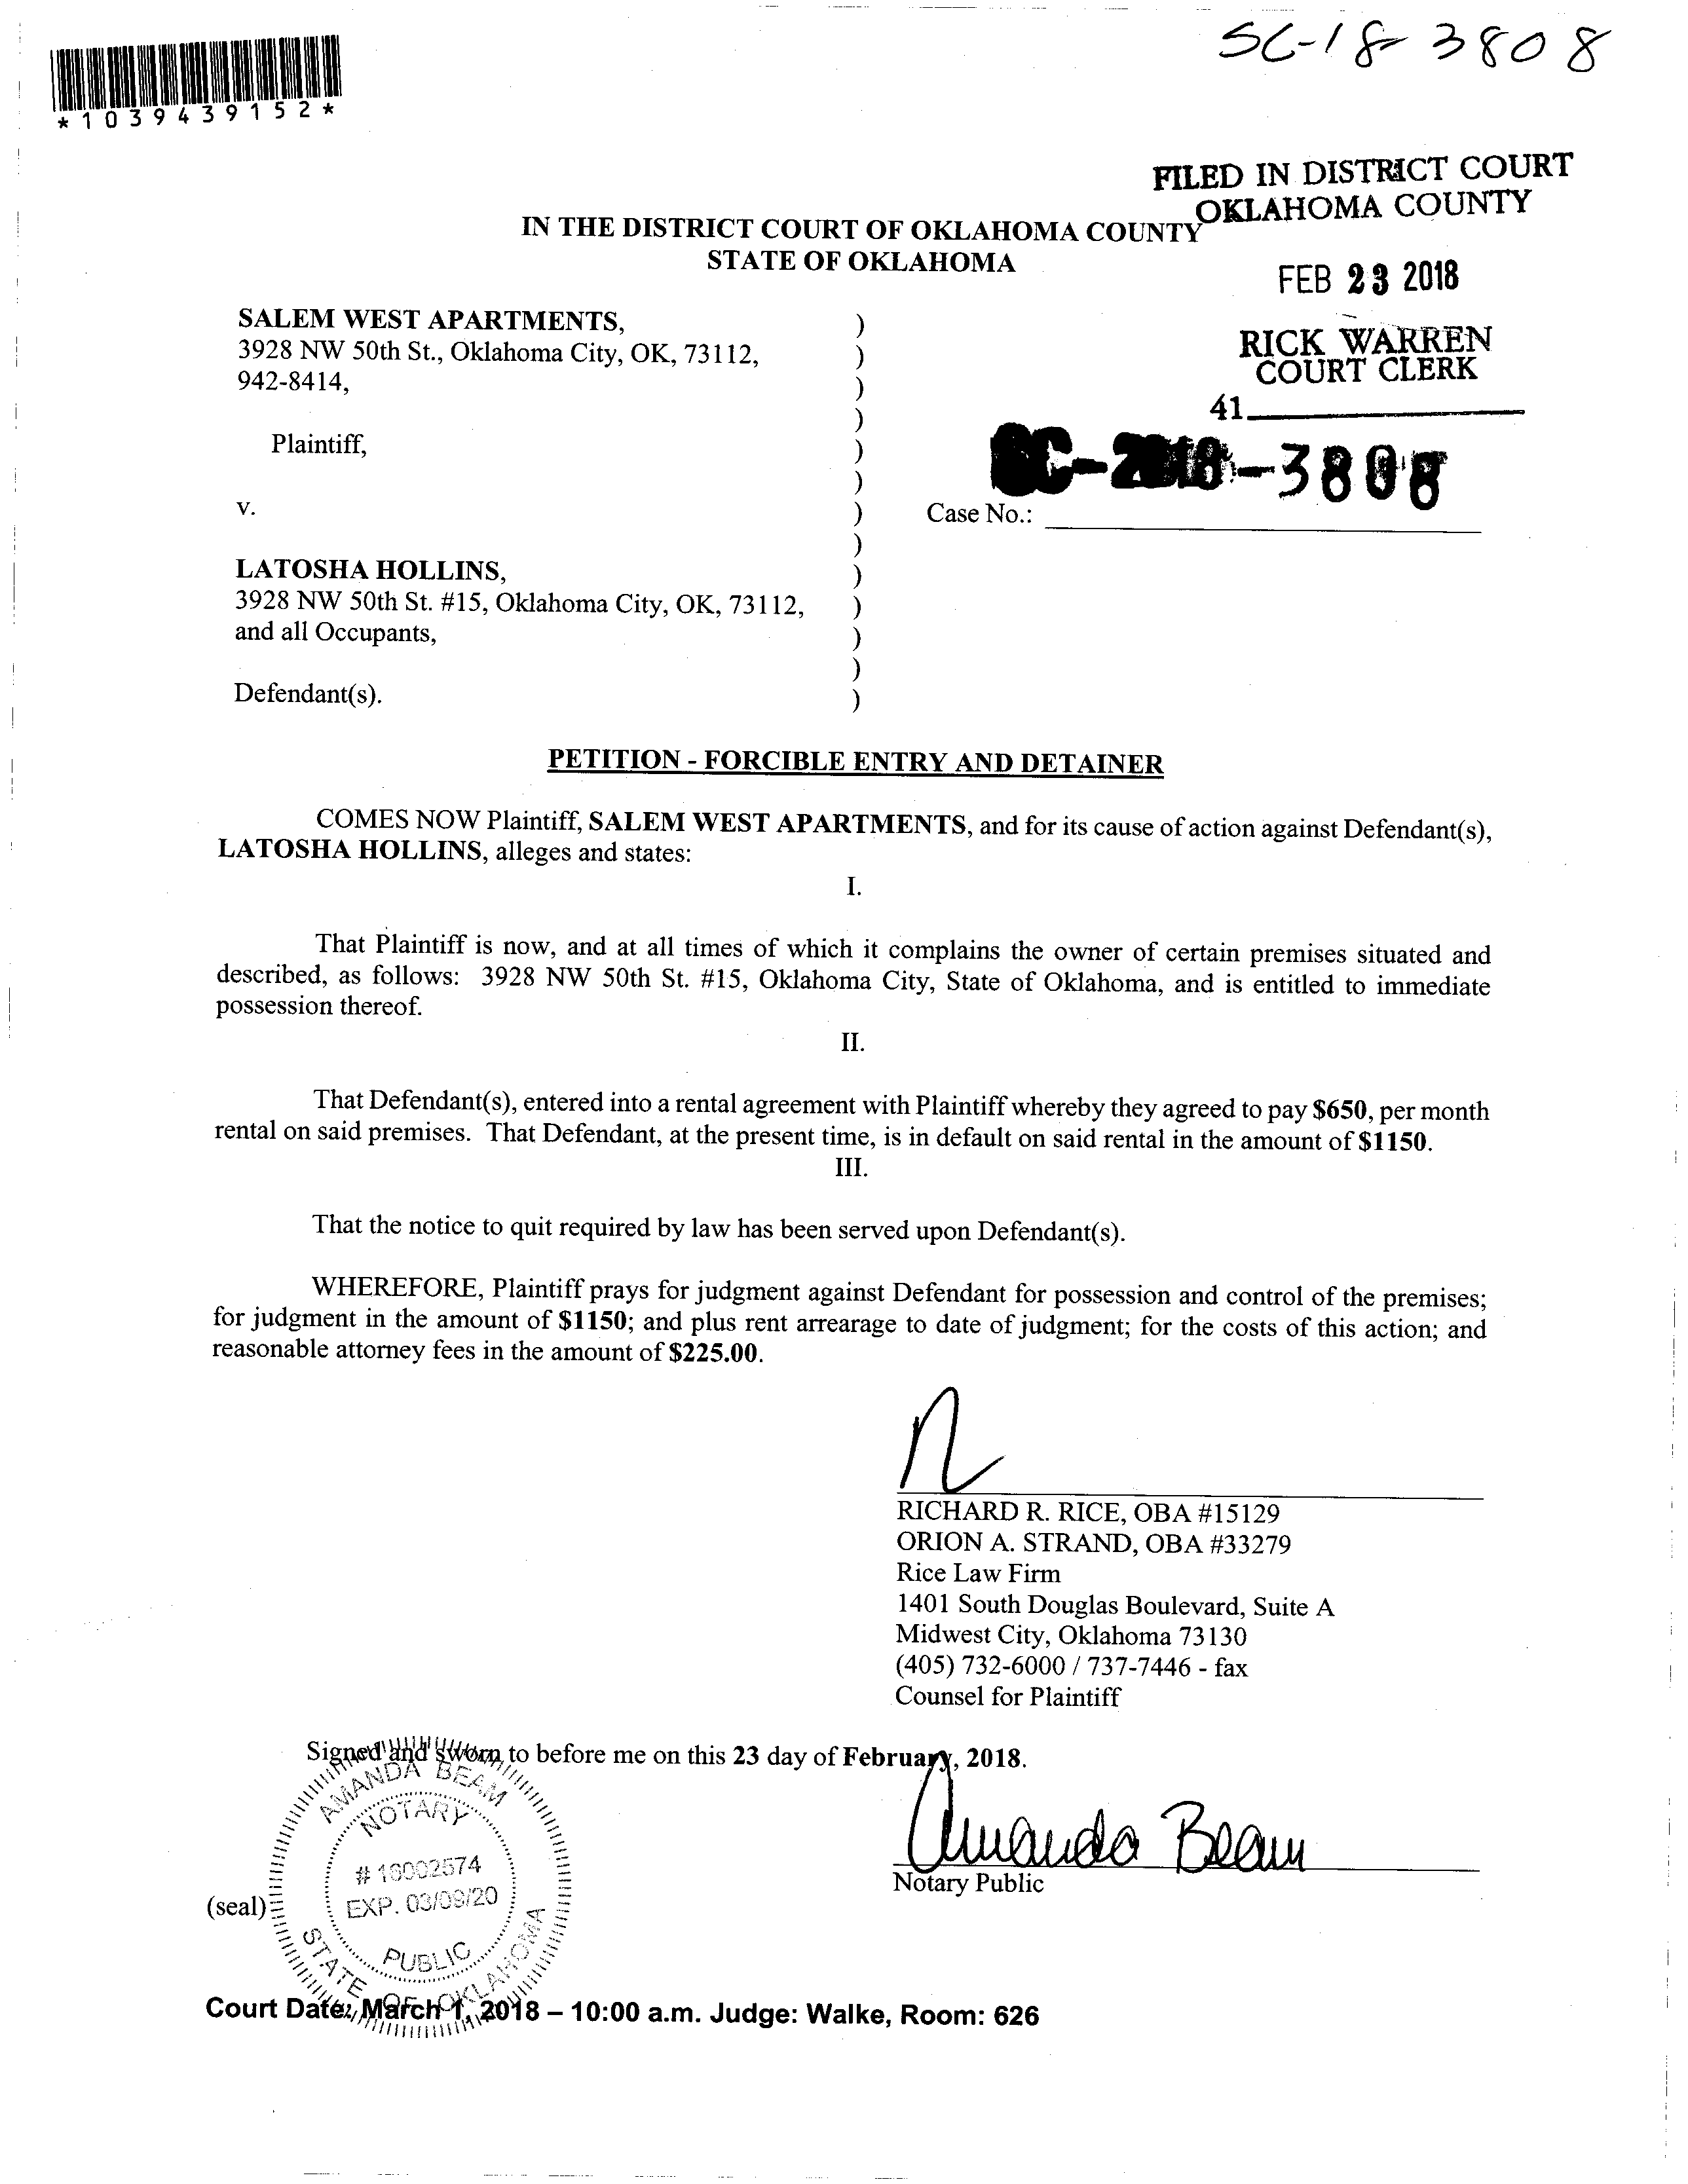 SC-18-3808
*1039439152*
FILED IN DISTRICT COURT
OKLAHOMA COUNTY
IN THE DISTRICT COURT OF OKLAHOMA COUNTY
STATE OF OKLAHOMA
FEB 23 2018
RICK WARREN
COURT CLERK
41
SALEM WEST APARTMENTS, )
3928 NW 50th St., Oklahoma City, OK, 73112, )
942-8414, )
)
Plaintiff, )
)
SC-2018-3808
v. ) Case No.:
)
LATOSHA HOLLINS, )
3928 NW 50th St. #15, Oklahoma City, OK, 73112, )
and all Occupants, )
)
Defendant(s). )
PETITION - FORCIBLE ENTRY AND DETAINER
COMES NOW Plaintiff, SALEM WEST APARTMENTS, and for its cause of action against Defendant(s),
LATOSHA HOLLINS, alleges and states:
I.
That Plaintiff is now, and at all times of which it complains the owner of certain premises situated and
described, as follows: 3928 NW 50th St. #15, Oklahoma City, State of Oklahoma, and is entitled to immediate
possession thereof.
II.
That Defendant(s), entered into a rental agreement with Plaintiff whereby they agreed to pay $650, per month
rental on said premises. That Defendant, at the present time, is in default on said rental in the amount of $1150.
III.
That the notice to quit required by law has been served upon Defendant(s).
WHEREFORE, Plaintiff prays for judgment against Defendant for possession and control of the premises;
for judgment in the amount of $1150; and plus rent arrearage to date of judgment; for the costs of this action; and
reasonable attorney fees in the amount of $225.00.
RICHARD R. RICE, OBA #15129
ORION A. STRAND, OBA #33279
Rice Law Firm
1401 South Douglas Boulevard, Suite A
Midwest City, Oklahoma 73130
(405) 732-6000 / 737-7446 - fax
Counsel for Plaintiff
Signed and sworn to before me on this 23 day of February, 2018.
AMANDA BEAM
NOTARY
# 16002574
EXP. 03/09/20
PUBLIC
STATE OF OKLAHOMA
Amanda Beam
Notary Public
(seal)
Court Date: March 1, 2018 – 10:00 a.m. Judge: Walke, Room: 626